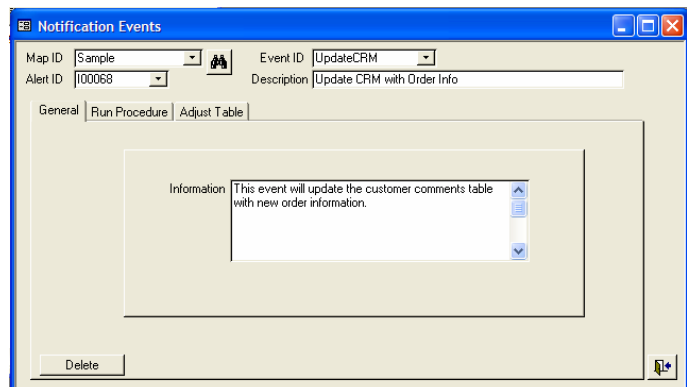 Notification Events
Map ID Sample Event ID UpdateCRM
Alert ID I00068 Description Update CRM with Order Info
General Run Procedure Adjust Table
Information This event will update the customer comments table
with new order information.
Delete